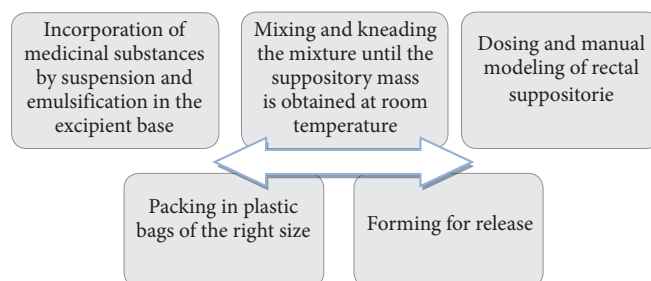 Incorporation of
medicinal substances
by suspension and
emulsification in the
excipient base
Mixing and kneading
the mixture until the
suppository mass
is obtained at room
temperature
Dosing and manual
modeling of rectal
suppositorie
Packing in plastic
bags of the right size
Forming for release